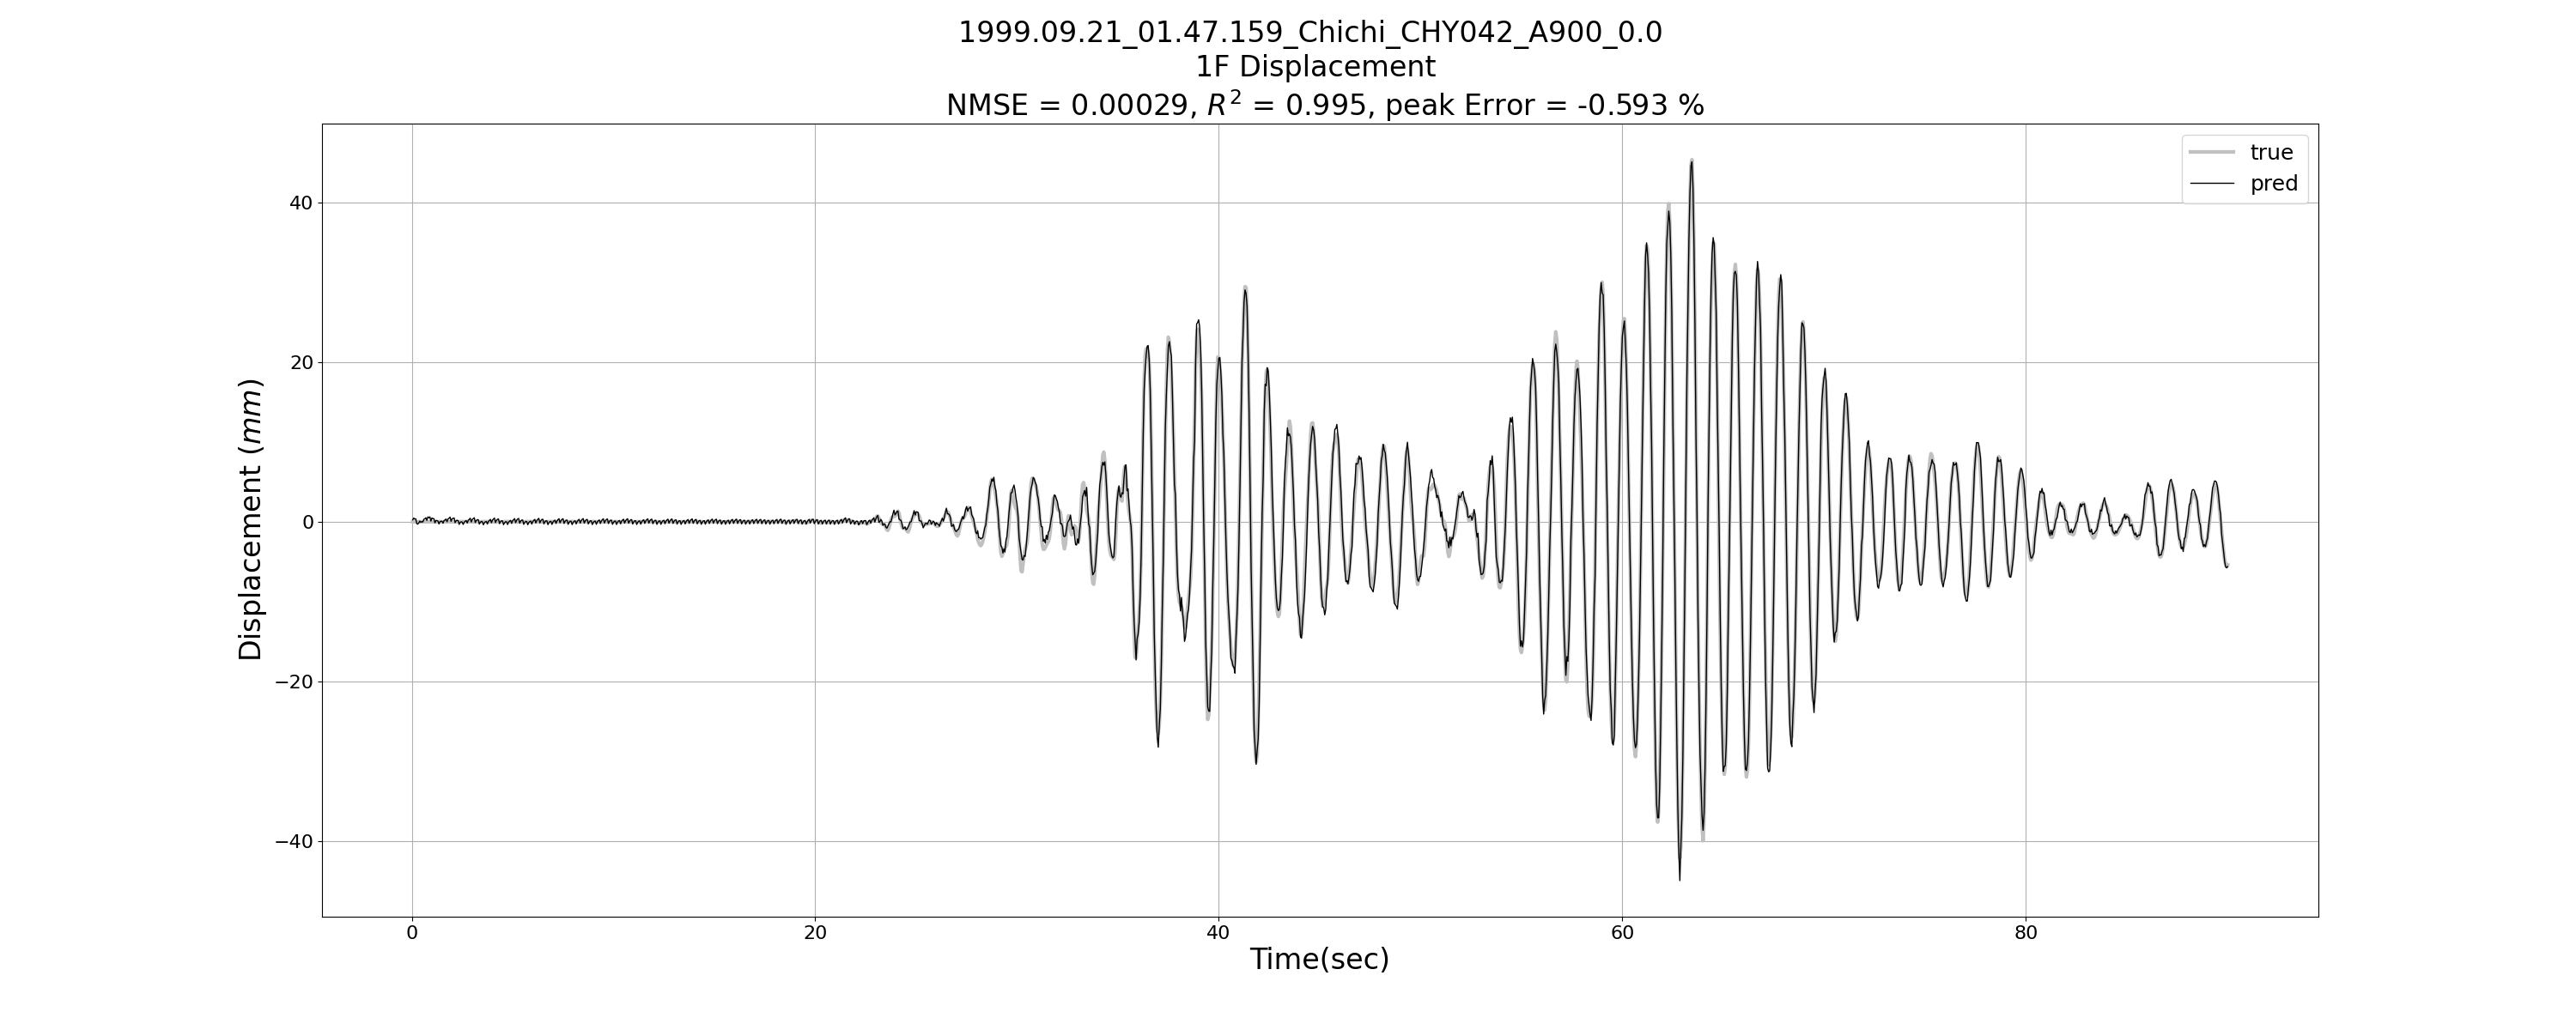 1999.09.21_01.47.159_Chichi_CHY042_A900_0.0
1F Displacement
NMSE = 0.00029, R² = 0.995, peak Error = -0.593 %
true
pred
Displacement (mm)
40
20
0
−20
−40
0 20 40 60 80
Time(sec)